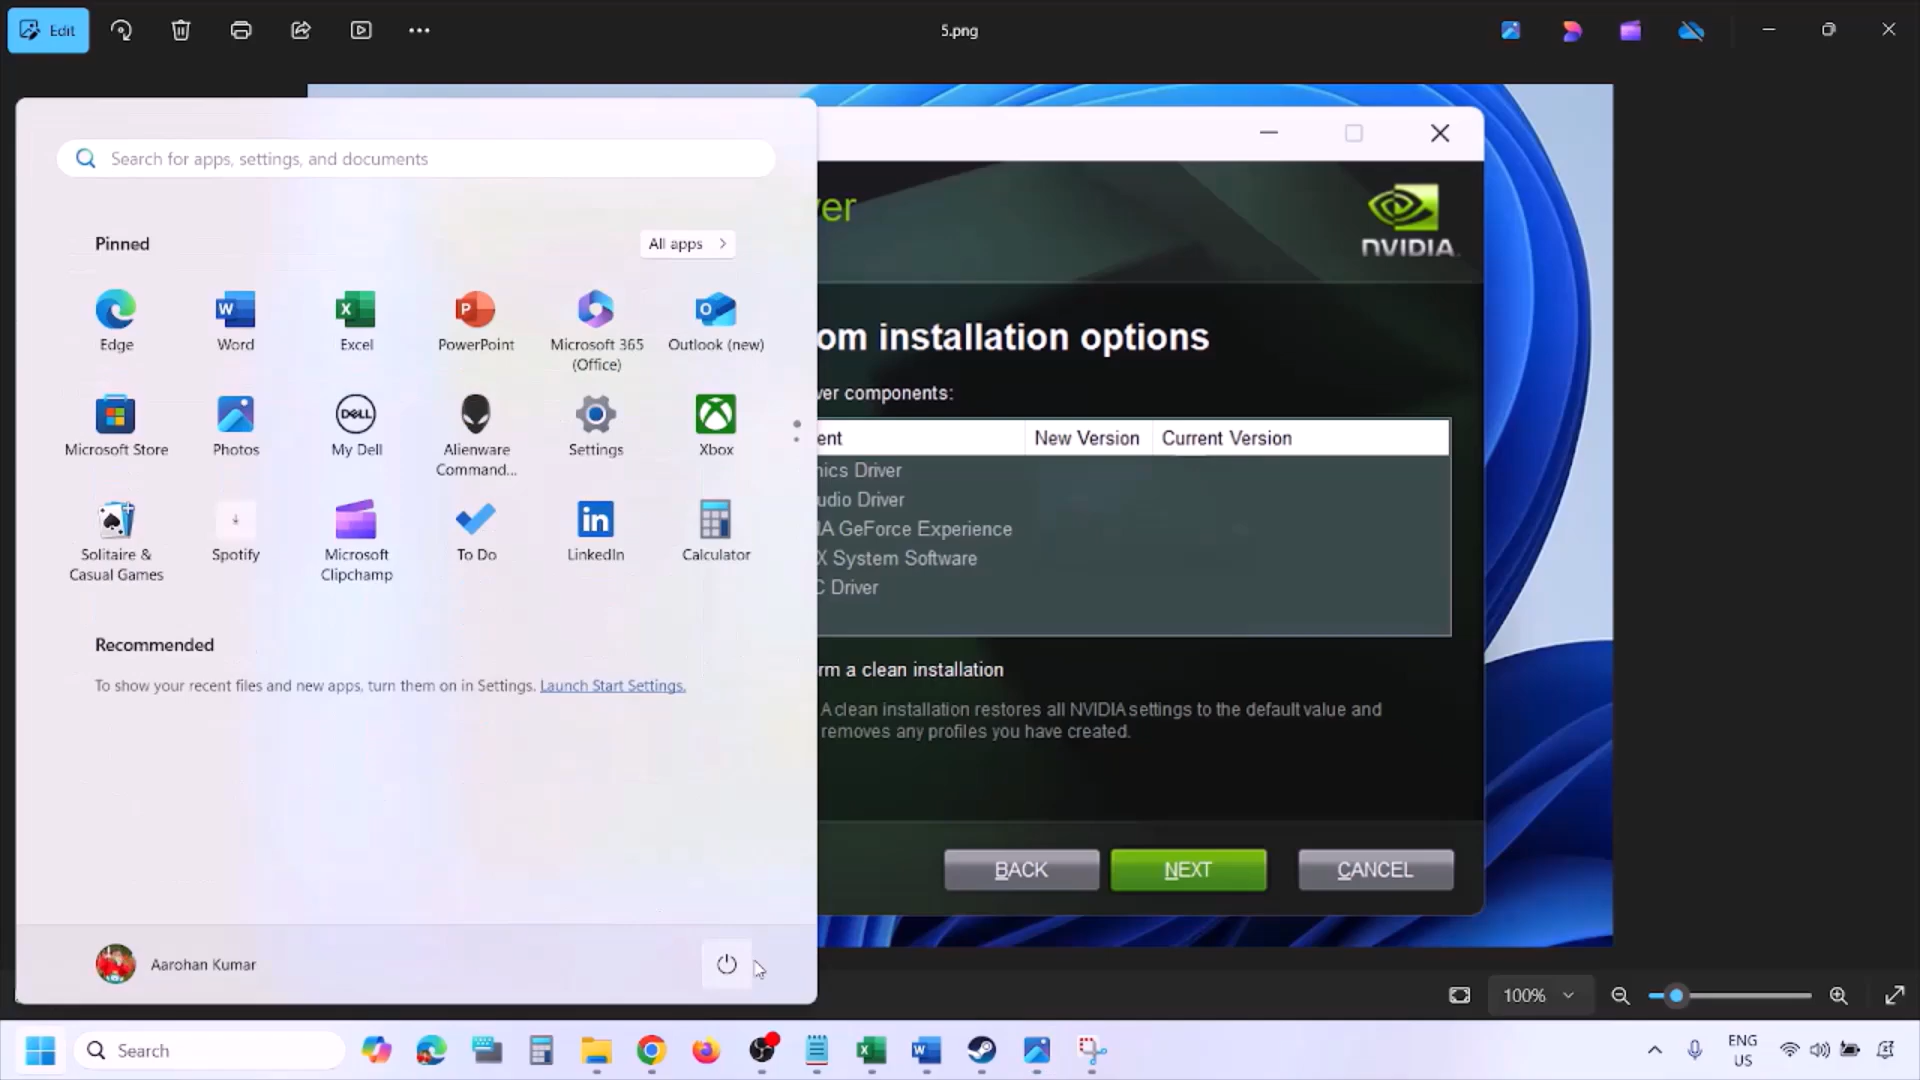 Edit
5.png
Search for apps, settings, and documents
Pinned
All apps
Edge
Word
Excel
PowerPoint
Microsoft 365
(Office)
Outlook (new)
Microsoft Store
Photos
DELL
My Dell
Alienware
Command...
Settings
Xbox
Solitaire &
Casual Games
Spotify
Microsoft
Clipchamp
To Do
LinkedIn
Calculator
Recommended
To show your recent files and new apps, turn them on in Settings. Launch Start Settings.
Aarohan Kumar
ver
NVIDIA
om installation options
ver components:
ent
New Version
Current Version
nics Driver
udio Driver
IA GeForce Experience
X System Software
C Driver
rm a clean installation
A clean installation restores all NVIDIA settings to the default value and
removes any profiles you have created.
BACK
NEXT
CANCEL
100%
Search
ENG
US